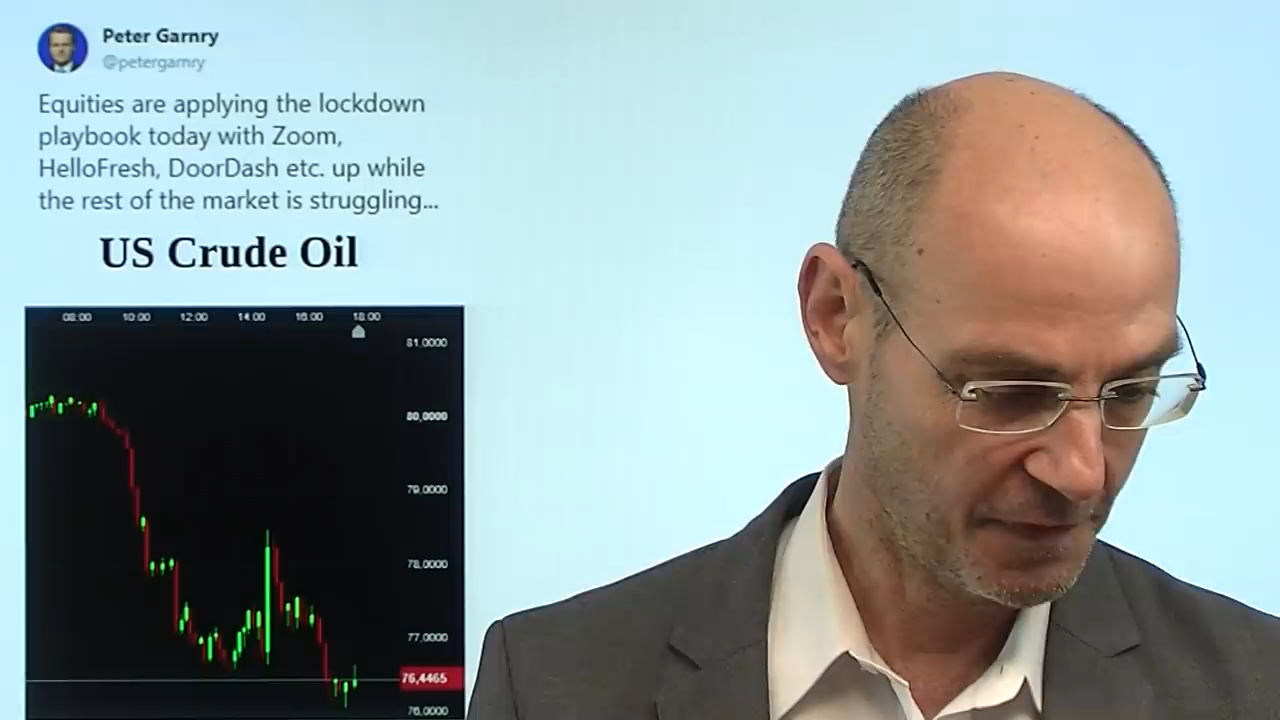 Peter Garnry
@petergarnry
Equities are applying the lockdown
playbook today with Zoom,
HelloFresh, DoorDash etc. up while
the rest of the market is struggling...
US Crude Oil
08:00 10:00 12:00 14:00 16:00 18:00
81,0000
80,0000
79,0000
78,0000
77,0000
76,4465
76,0000